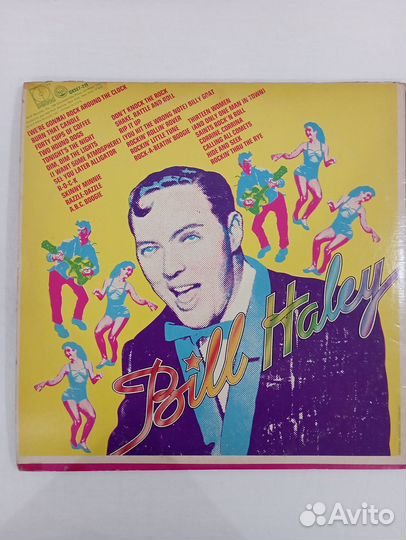 (WE'RE GONNA) ROCK AROUND THE CLOCK
BURN THAT CANDLE
FORTY CUPS OF COFFEE
TWO HOUND DOGS
TONIGHT'S THE NIGHT
DIM, DIM THE LIGHTS
(I WANT SOME ATMOSPHERE)
SEE YOU LATER ALLIGATOR
R-O-C-K
SKINNY MINNIE
RAZZLE-DAZZLE
A.B.C BOOGIE
DON'T KNOCK THE ROCK
SHAKE, RATTLE AND ROLL
RIP IT UP
(YOU HIT THE WRONG NOTE) BILLY GOAT
ROCKIN' ROLLIN' ROVER
ROCKIN' LITTLE TUNE
ROCK-A-BEATIN' BOOGIE
THIRTEEN WOMEN
(AND ONLY ONE MAN IN TOWN)
SAINTS ROCK 'N ROLL
CORRINE, CORRINA
CALLING ALL COMETS
HIDE AND SEEK
ROCKIN' THRU THE RYE
Bill Haley
Avito